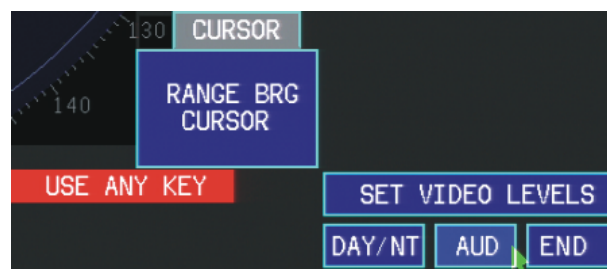 130 CURSOR
140
RANGE BRG
CURSOR
USE ANY KEY
SET VIDEO LEVELS
DAY/NT AUD END